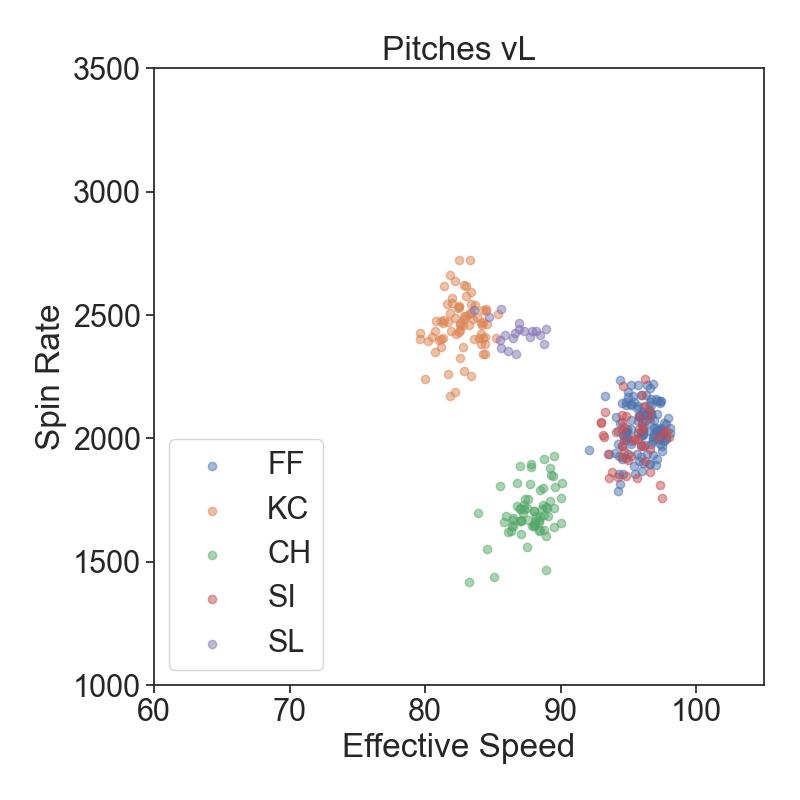 Pitches vL
3500
3000
2500
2000
1500
1000
Spin Rate
FF
KC
CH
SI
SL
60 70 80 90 100
Effective Speed